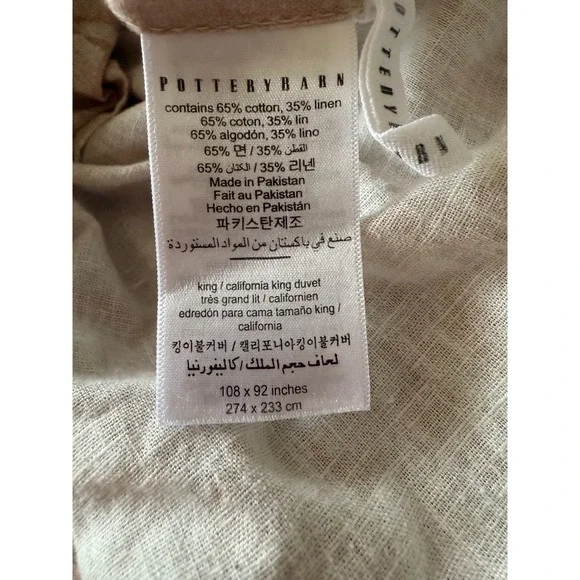 POTTERYBARN
contains 65% cotton, 35% linen
65% coton, 35% lin
65% algodón, 35% lino
65% 면 / 35% القطن
65% الكتان / 35% 리넨
Made in Pakistan
Fait au Pakistan
Hecho en Pakistán
파키스탄제조
صنع في باكستان من المواد المستوردة
king / california king duvet
très grand lit / californien
edredón para cama tamaño king /
california
킹이불커버 / 캘리포니아킹이불커버
لحاف حجم الملك / كاليفورنيا
108 x 92 inches
274 x 233 cm
POTTERYB